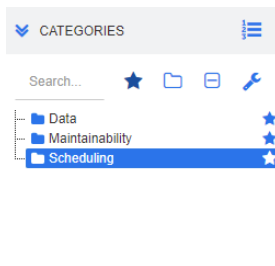 CATEGORIES
Search...
Data
Maintainability
Scheduling